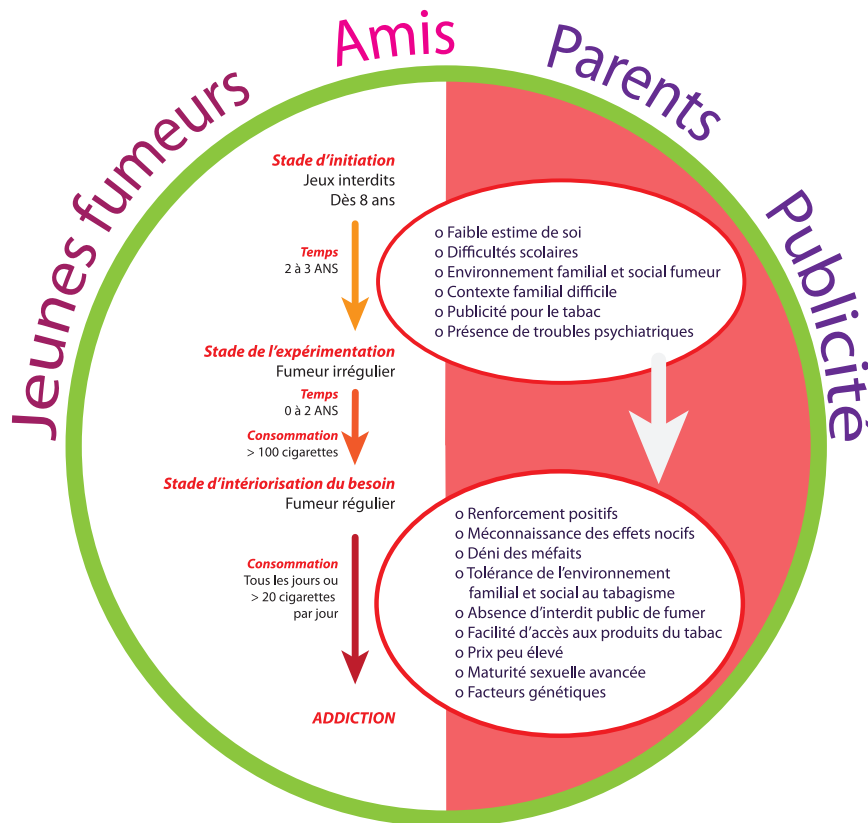 Jeunes fumeurs
Amis
Parents
Publicité
Stade d'initiation
Jeux interdits
Dès 8 ans
Temps
2 à 3 ANS
Stade de l'expérimentation
Fumeur irrégulier
Temps
0 à 2 ANS
Consommation
> 100 cigarettes
Stade d'intériorisation du besoin
Fumeur régulier
Consommation
Tous les jours ou
> 20 cigarettes
par jour
ADDICTION
o Faible estime de soi
o Difficultés scolaires
o Environnement familial et social fumeur
o Contexte familial difficile
o Publicité pour le tabac
o Présence de troubles psychiatriques
o Renforcement positifs
o Méconnaissance des effets nocifs
o Déni des méfaits
o Tolérance de l'environnement
familial et social au tabagisme
o Absence d'interdit public de fumer
o Facilité d'accès aux produits du tabac
o Prix peu élevé
o Maturité sexuelle avancée
o Facteurs génétiques